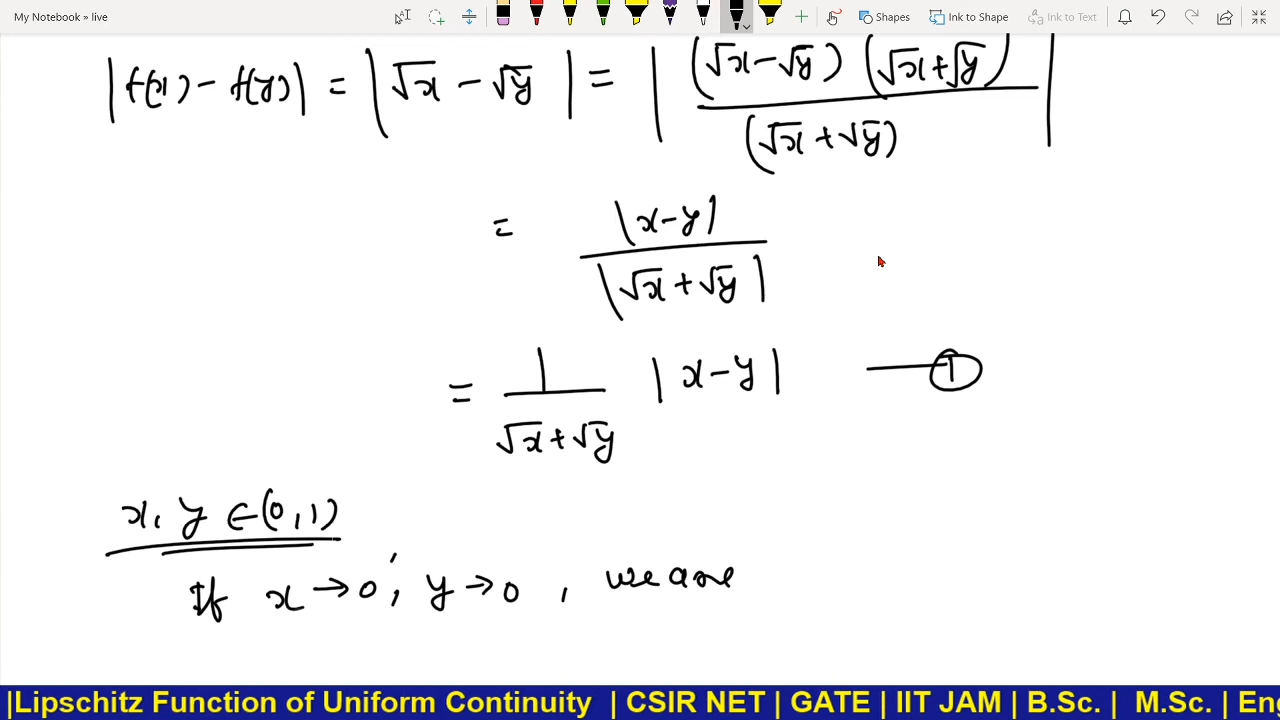 My Notebook » live
Shapes
Ink to Shape
Ink to Text
|f(x) - f(y)| = |√x - √y| = | (√x - √y) (√x + √y) / (√x + √y) |
= |x - y| / |√x + √y|
= 1 / √x + √y |x - y| — ①
x, y ∈ (0, 1)
If x → 0; y → 0, we are
|Lipschitz Function of Uniform Continuity | CSIR NET | GATE | IIT JAM | B.Sc. | M.Sc. | En